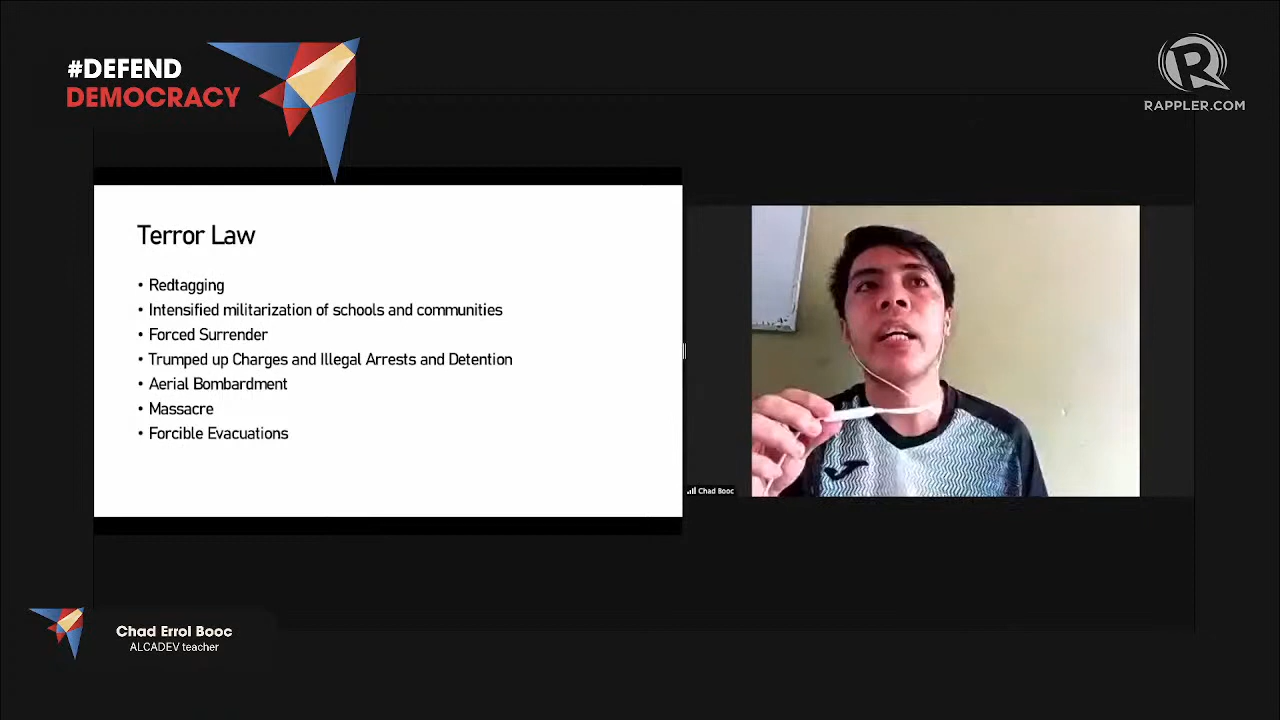 #DEFEND
DEMOCRACY
R
RAPPLER.COM
Terror Law
• Redtagging
• Intensified militarization of schools and communities
• Forced Surrender
• Trumped up Charges and Illegal Arrests and Detention
• Aerial Bombardment
• Massacre
• Forcible Evacuations
Chad Booc
Chad Errol Booc
ALCADEV teacher